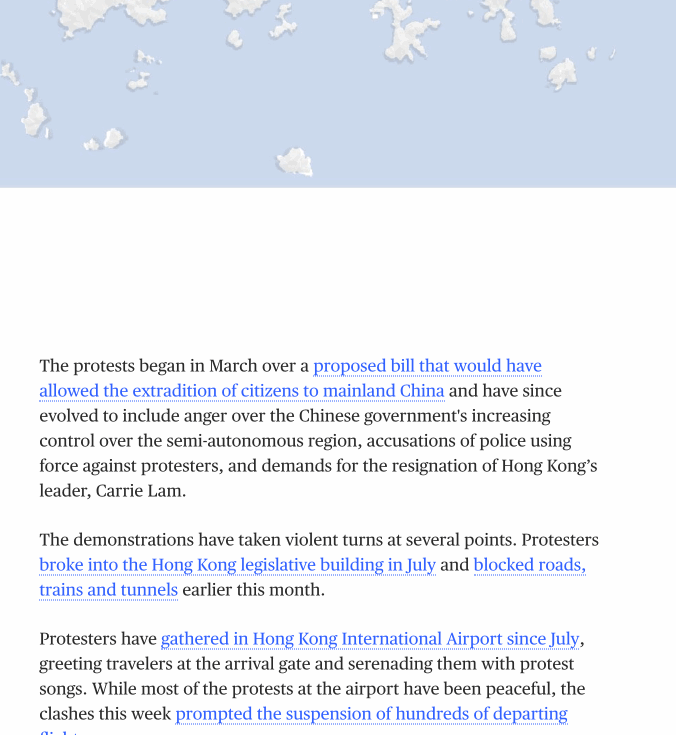 The protests began in March over a proposed bill that would have
allowed the extradition of citizens to mainland China and have since
evolved to include anger over the Chinese government's increasing
control over the semi-autonomous region, accusations of police using
force against protesters, and demands for the resignation of Hong Kong’s
leader, Carrie Lam.
The demonstrations have taken violent turns at several points. Protesters
broke into the Hong Kong legislative building in July and blocked roads,
trains and tunnels earlier this month.
Protesters have gathered in Hong Kong International Airport since July,
greeting travelers at the arrival gate and serenading them with protest
songs. While most of the protests at the airport have been peaceful, the
clashes this week prompted the suspension of hundreds of departing